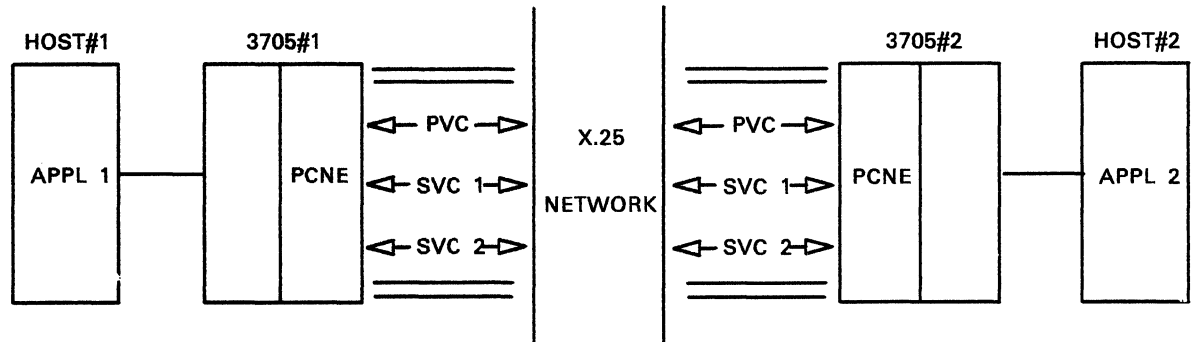 HOST#1
3705#1
3705#2
HOST#2
PVC
PVC
X.25
APPL 1
PCNE
SVC 1
SVC 1
PCNE
APPL 2
NETWORK
SVC 2
SVC 2